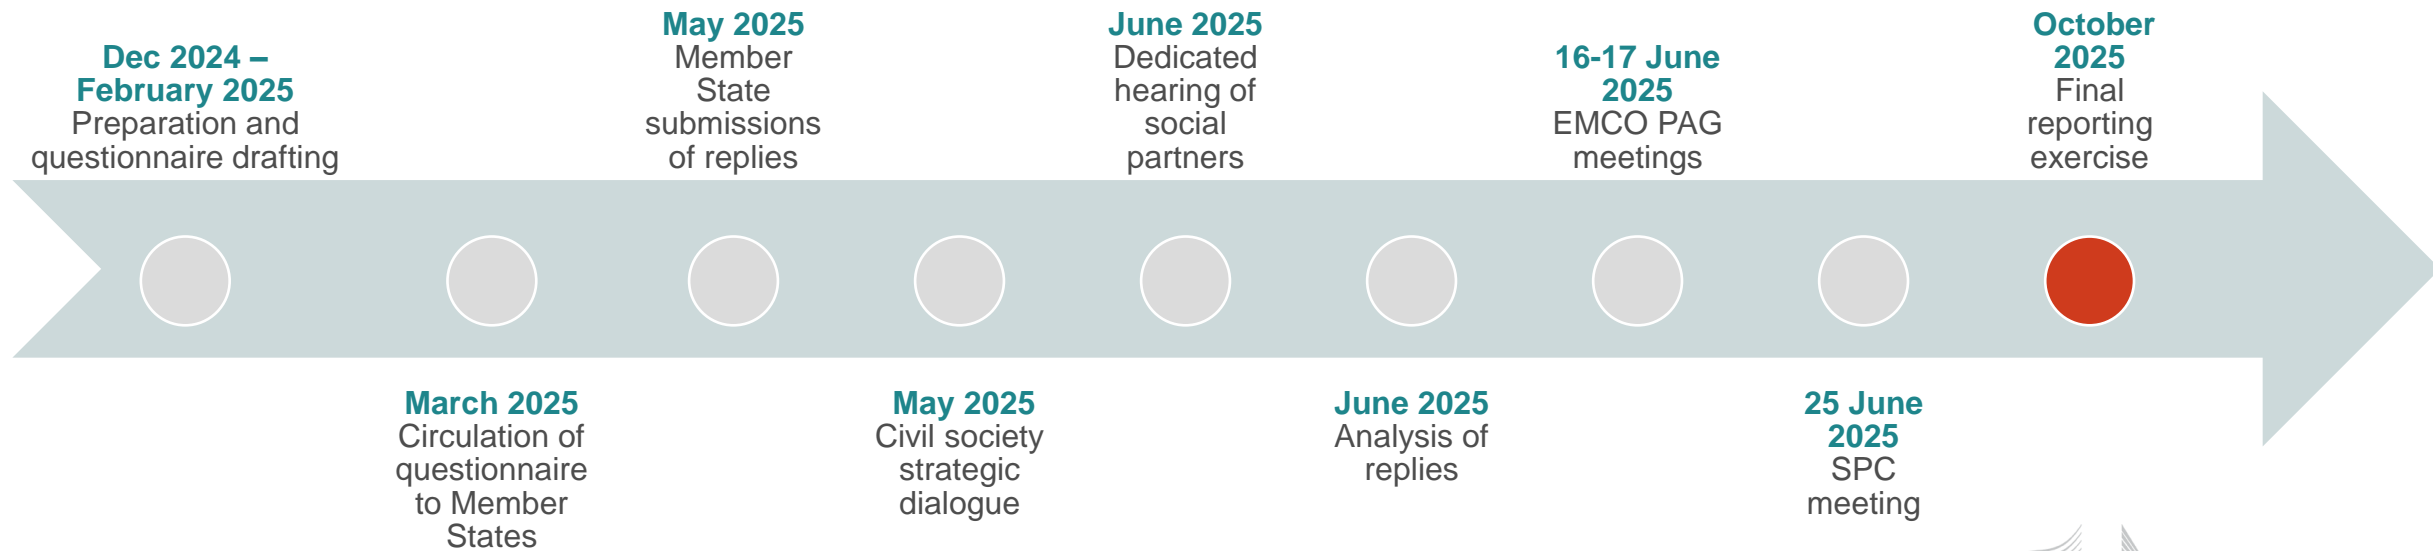 Dec 2024 –
February 2025
Preparation and
questionnaire drafting
March 2025
Circulation of
questionnaire
to Member
States
May 2025
Member
State
submissions
of replies
May 2025
Civil society
strategic
dialogue
June 2025
Dedicated
hearing of
social
partners
June 2025
Analysis of
replies
16-17 June
2025
EMCO PAG
meetings
25 June
2025
SPC
meeting
October
2025
Final
reporting
exercise